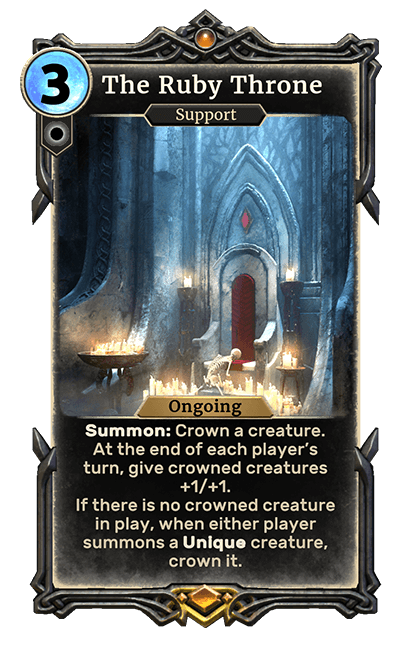 3
The Ruby Throne
Support
Ongoing
Summon: Crown a creature.
At the end of each player's
turn, give crowned creatures
+1/+1.
If there is no crowned creature
in play, when either player
summons a Unique creature,
crown it.